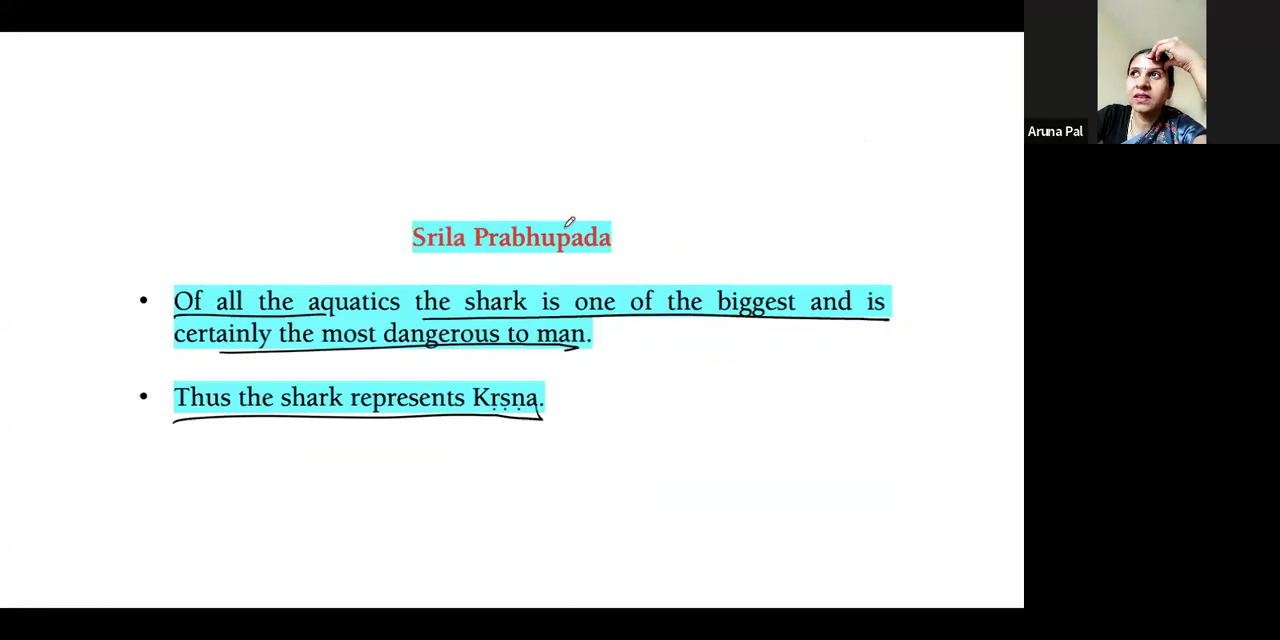 Aruna Pal
Srila Prabhupada
• Of all the aquatics the shark is one of the biggest and is
certainly the most dangerous to man.
• Thus the shark represents Kṛṣṇa.